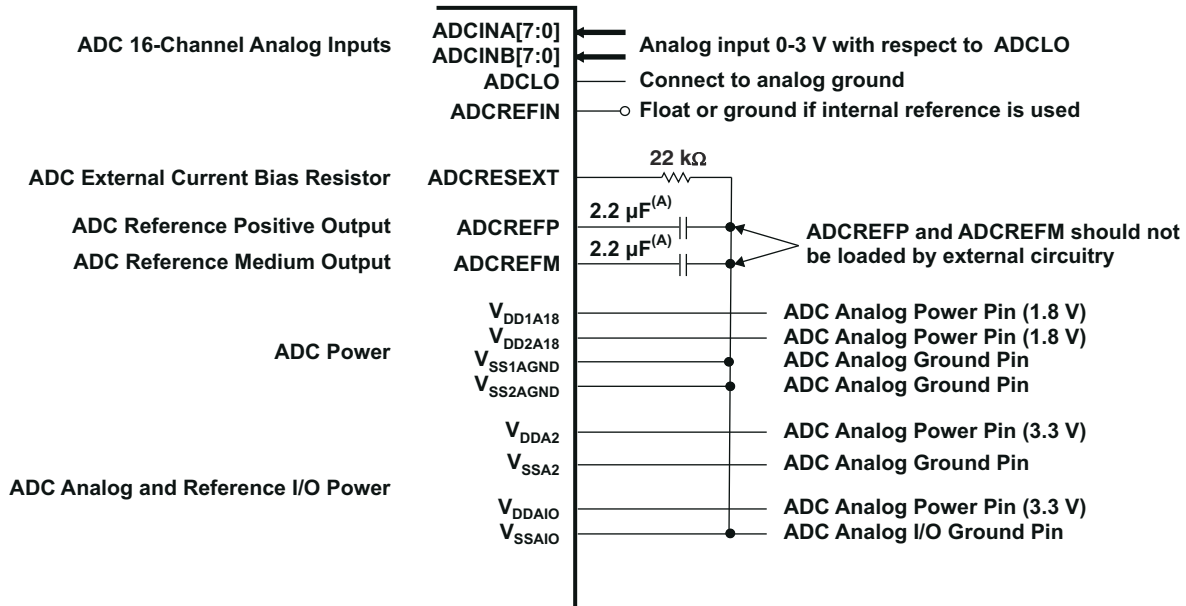 ADC 16-Channel Analog Inputs
ADCINA[7:0]
ADCINB[7:0]
Analog input 0-3 V with respect to ADCLO
ADCLO
Connect to analog ground
ADCREFIN
Float or ground if internal reference is used
22 kΩ
ADC External Current Bias Resistor
ADCRESEXT
2.2 µF(A)
ADC Reference Positive Output
ADCREFP
2.2 µF(A)
ADC Reference Medium Output
ADCREFM
ADCREFP and ADCREFM should not
be loaded by external circuitry
ADC Power
VDD1A18
ADC Analog Power Pin (1.8 V)
VDD2A18
ADC Analog Power Pin (1.8 V)
VSS1AGND
ADC Analog Ground Pin
VSS2AGND
ADC Analog Ground Pin
ADC Analog and Reference I/O Power
VDDA2
ADC Analog Power Pin (3.3 V)
VSSA2
ADC Analog Ground Pin
VDDAIO
ADC Analog Power Pin (3.3 V)
VSSAIO
ADC Analog I/O Ground Pin